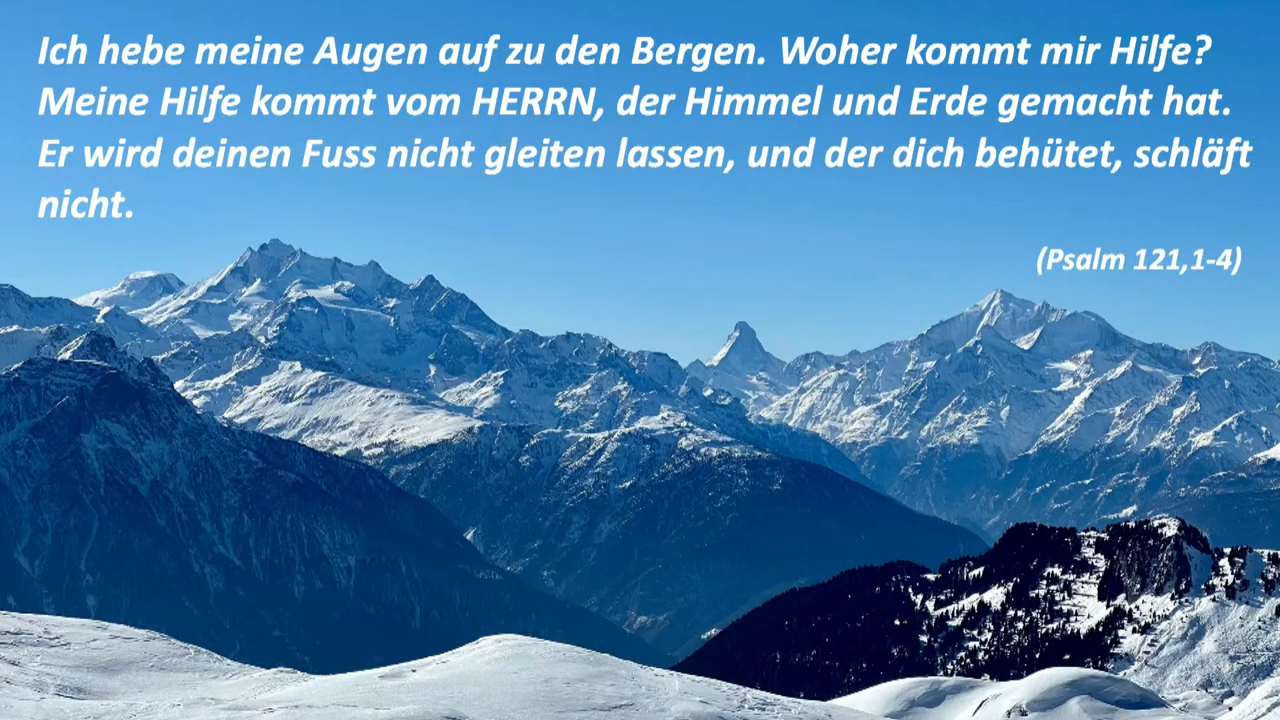 Ich hebe meine Augen auf zu den Bergen. Woher kommt mir Hilfe?
Meine Hilfe kommt vom HERRN, der Himmel und Erde gemacht hat.
Er wird deinen Fuss nicht gleiten lassen, und der dich behütet, schläft
nicht.
(Psalm 121,1-4)